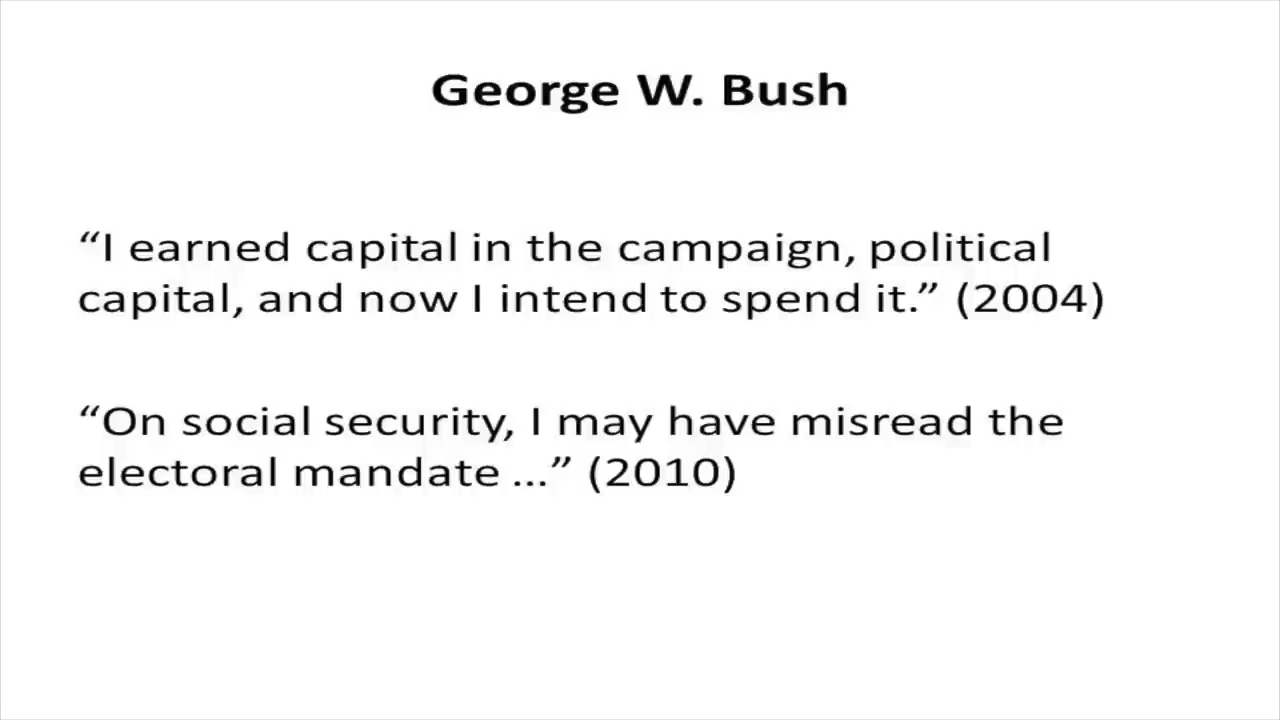 George W. Bush
“I earned capital in the campaign, political
capital, and now I intend to spend it.” (2004)
“On social security, I may have misread the
electoral mandate ...” (2010)